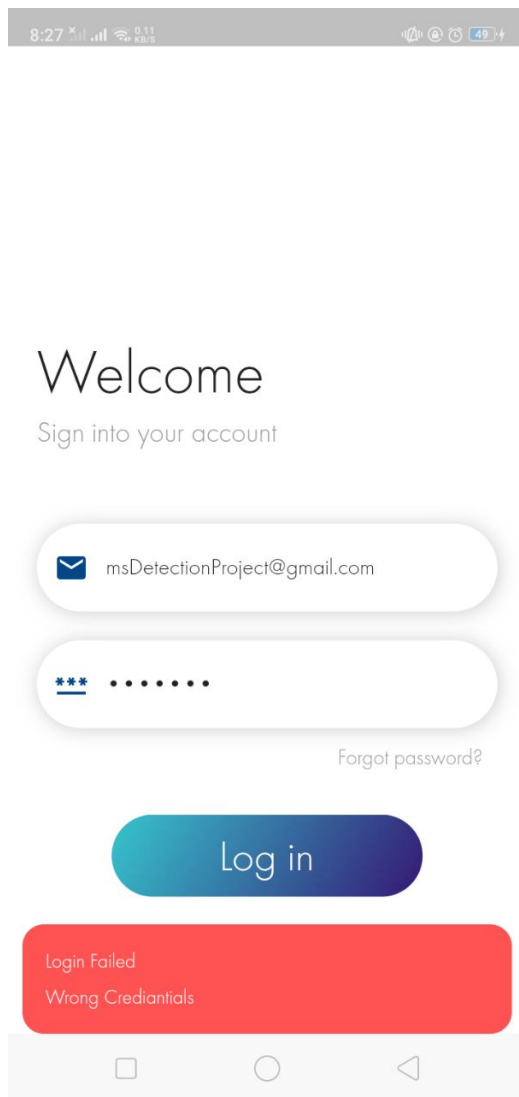 8:27 0.11 KB/S 49
Welcome
Sign into your account
msDetectionProject@gmail.com
*** •••••••
Forgot password?
Log in
Login Failed
Wrong Crediantials